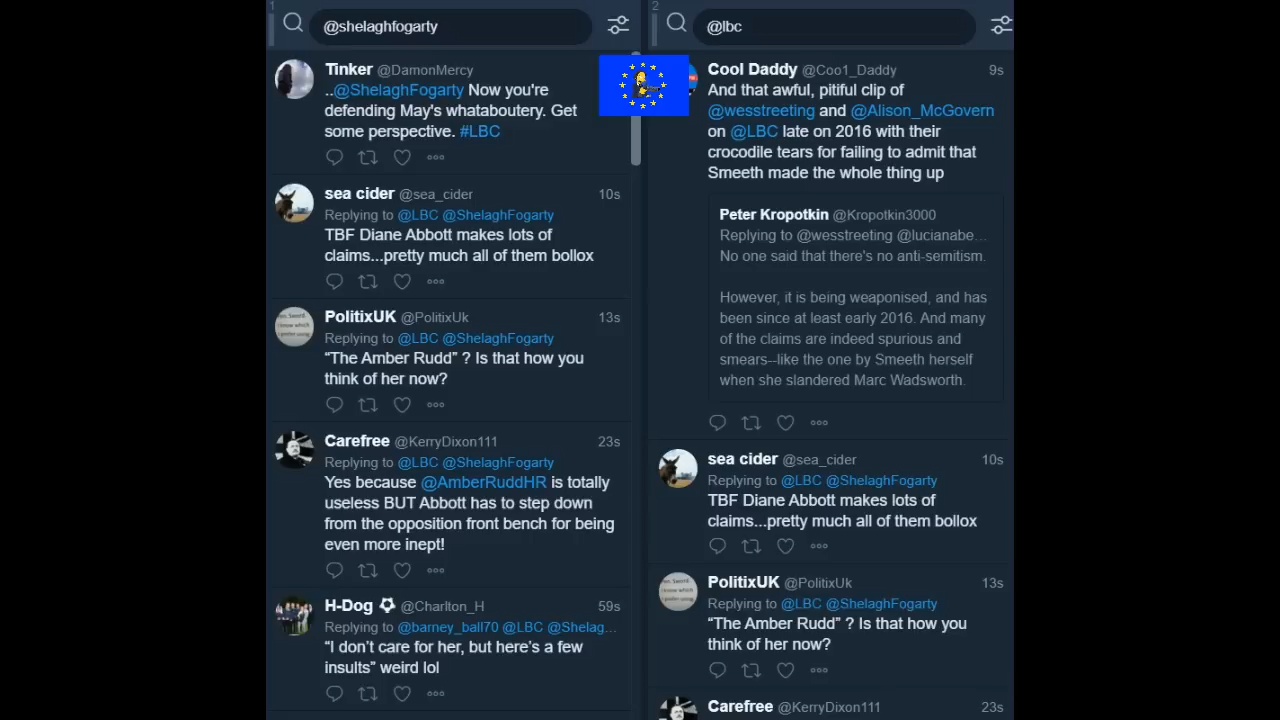 1
@shelaghfogarty
Tinker @DamonMercy
..@ShelaghFogarty Now you're
defending May's whataboutery. Get
some perspective. #LBC
sea cider @sea_cider 10s
Replying to @LBC @ShelaghFogarty
TBF Diane Abbott makes lots of
claims...pretty much all of them bollox
PolitixUK @PolitixUk 13s
Replying to @LBC @ShelaghFogarty
“The Amber Rudd” ? Is that how you
think of her now?
Carefree @KerryDixon111 23s
Replying to @LBC @ShelaghFogarty
Yes because @AmberRuddHR is totally
useless BUT Abbott has to step down
from the opposition front bench for being
even more inept!
H-Dog @Charlton_H 59s
Replying to @barney_ball70 @LBC @Shelag...
“I don’t care for her, but here’s a few
insults” weird lol
2
@lbc
Cool Daddy @Coo1_Daddy 9s
And that awful, pitiful clip of
@wesstreeting and @Alison_McGovern
on @LBC late on 2016 with their
crocodile tears for failing to admit that
Smeeth made the whole thing up
Peter Kropotkin @Kropotkin3000
Replying to @wesstreeting @lucianabe...
No one said that there's no anti-semitism.
However, it is being weaponised, and has
been since at least early 2016. And many
of the claims are indeed spurious and
smears--like the one by Smeeth herself
when she slandered Marc Wadsworth.
sea cider @sea_cider 10s
Replying to @LBC @ShelaghFogarty
TBF Diane Abbott makes lots of
claims...pretty much all of them bollox
PolitixUK @PolitixUk 13s
Replying to @LBC @ShelaghFogarty
“The Amber Rudd” ? Is that how you
think of her now?
Carefree @KerryDixon111 23s